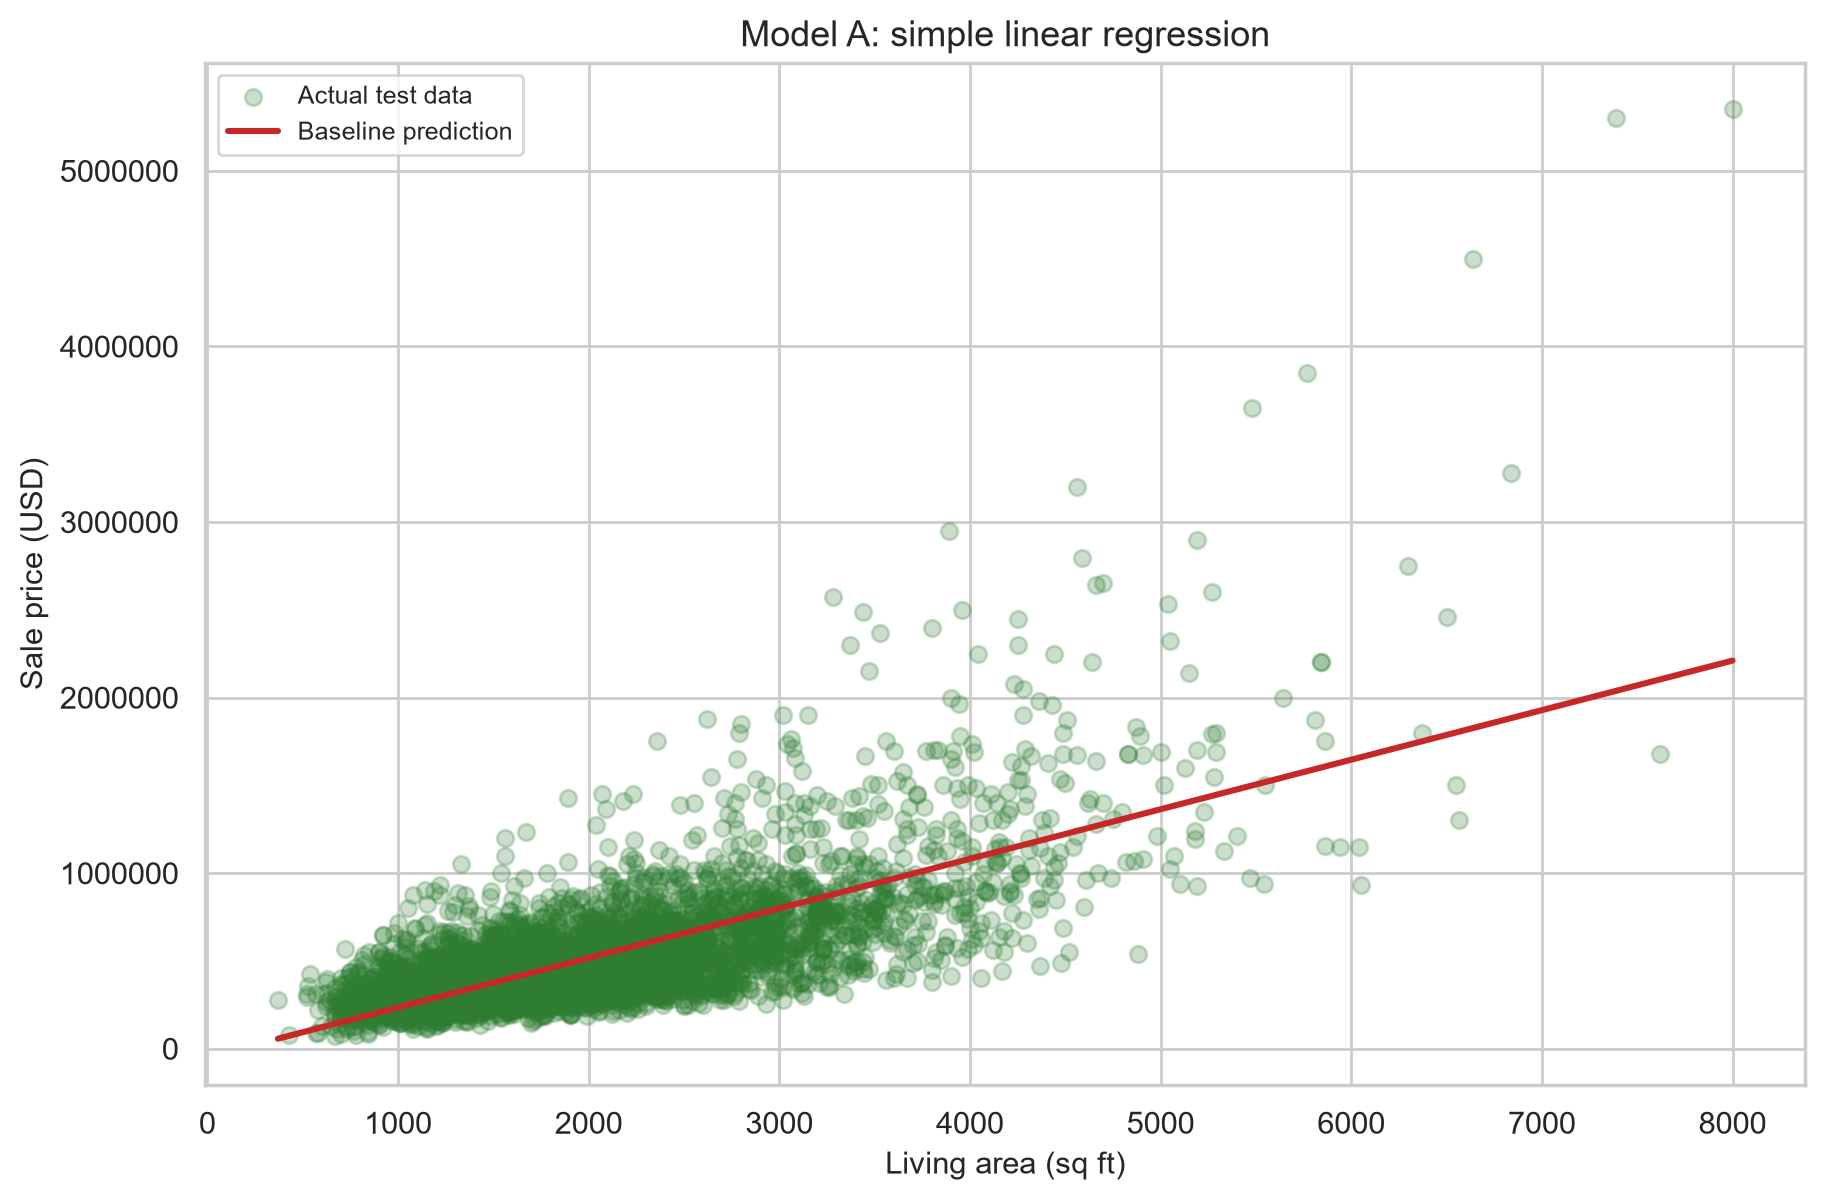 Model A: simple linear regression
Actual test data
Baseline prediction
5000000
4000000
3000000
2000000
1000000
0
Sale price (USD)
0 1000 2000 3000 4000 5000 6000 7000 8000
Living area (sq ft)